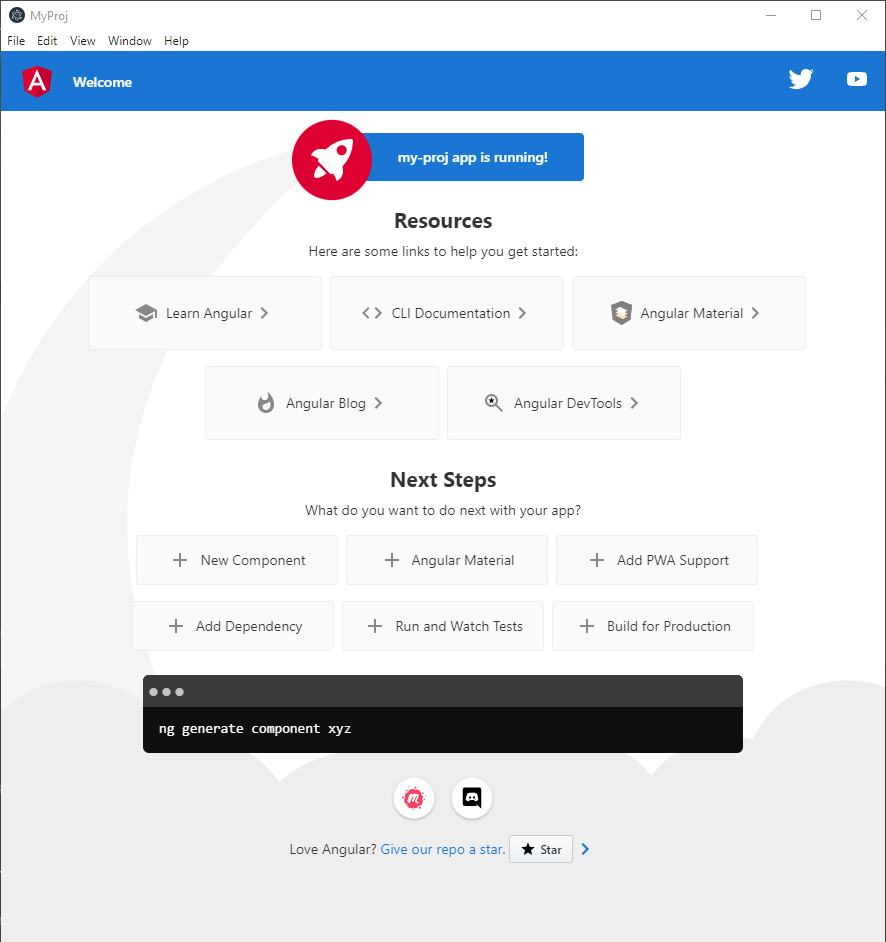 MyProj
File Edit View Window Help
Welcome
my-proj app is running!
Resources
Here are some links to help you get started:
Learn Angular
CLI Documentation
Angular Material
Angular Blog
Angular DevTools
Next Steps
What do you want to do next with your app?
New Component
Angular Material
Add PWA Support
Add Dependency
Run and Watch Tests
Build for Production
ng generate component xyz
Love Angular? Give our repo a star. Star